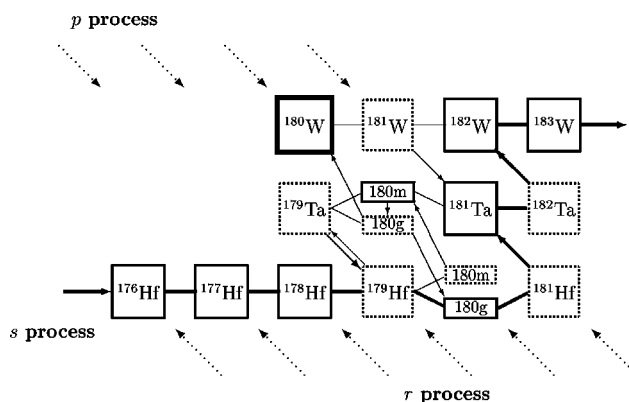 p process
¹⁸⁰W ¹⁸¹W ¹⁸²W ¹⁸³W
¹⁷⁹Ta 180m ¹⁸¹Ta ¹⁸²Ta
180g
¹⁷⁶Hf ¹⁷⁷Hf ¹⁷⁸Hf ¹⁷⁹Hf 180m ¹⁸¹Hf
180g
s process
r process